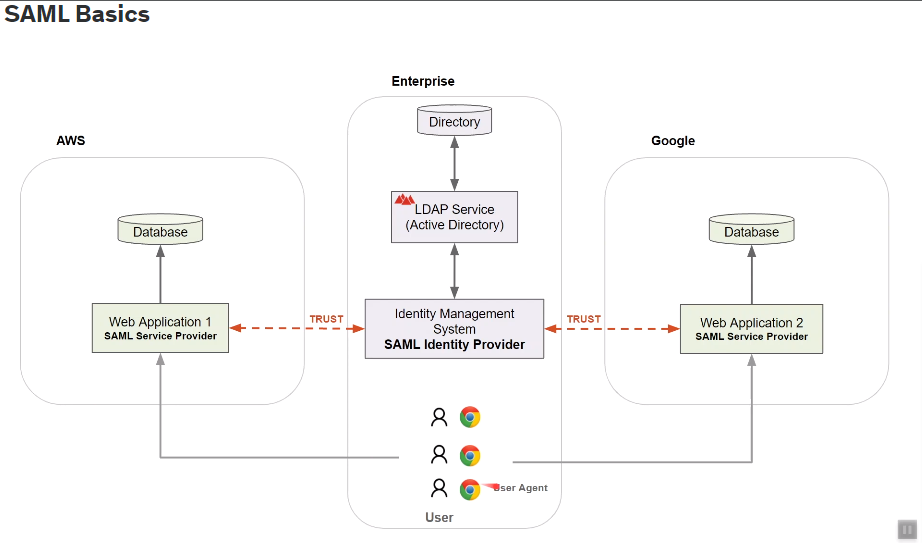 SAML Basics
Enterprise
Directory
AWS
Google
LDAP Service
(Active Directory)
Database
Database
Web Application 1
SAML Service Provider
TRUST
Identity Management
System
SAML Identity Provider
TRUST
Web Application 2
SAML Service Provider
User Agent
User